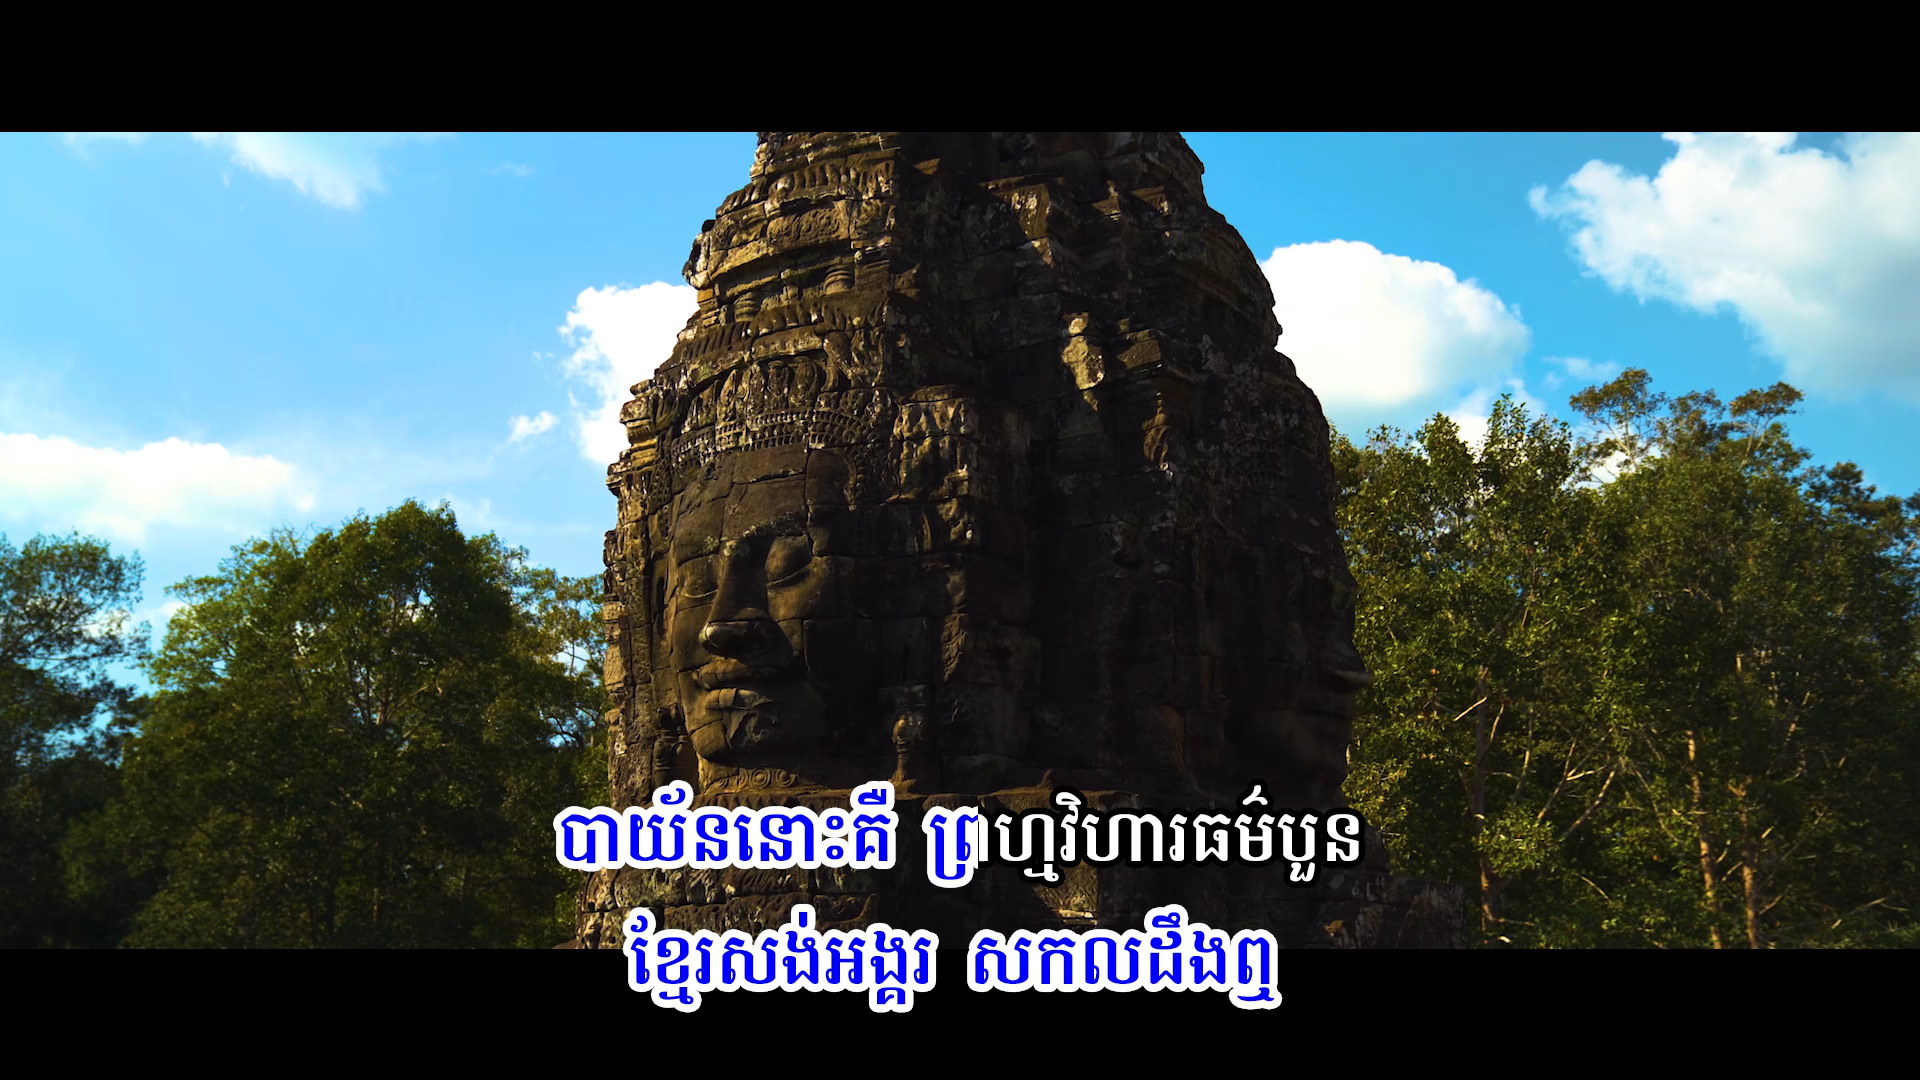 បាយ័ននោះគឺ ព្រហ្មវិហារធម៌បួន
ខ្មែរសង់អង្គរ សកលដឹងឮ